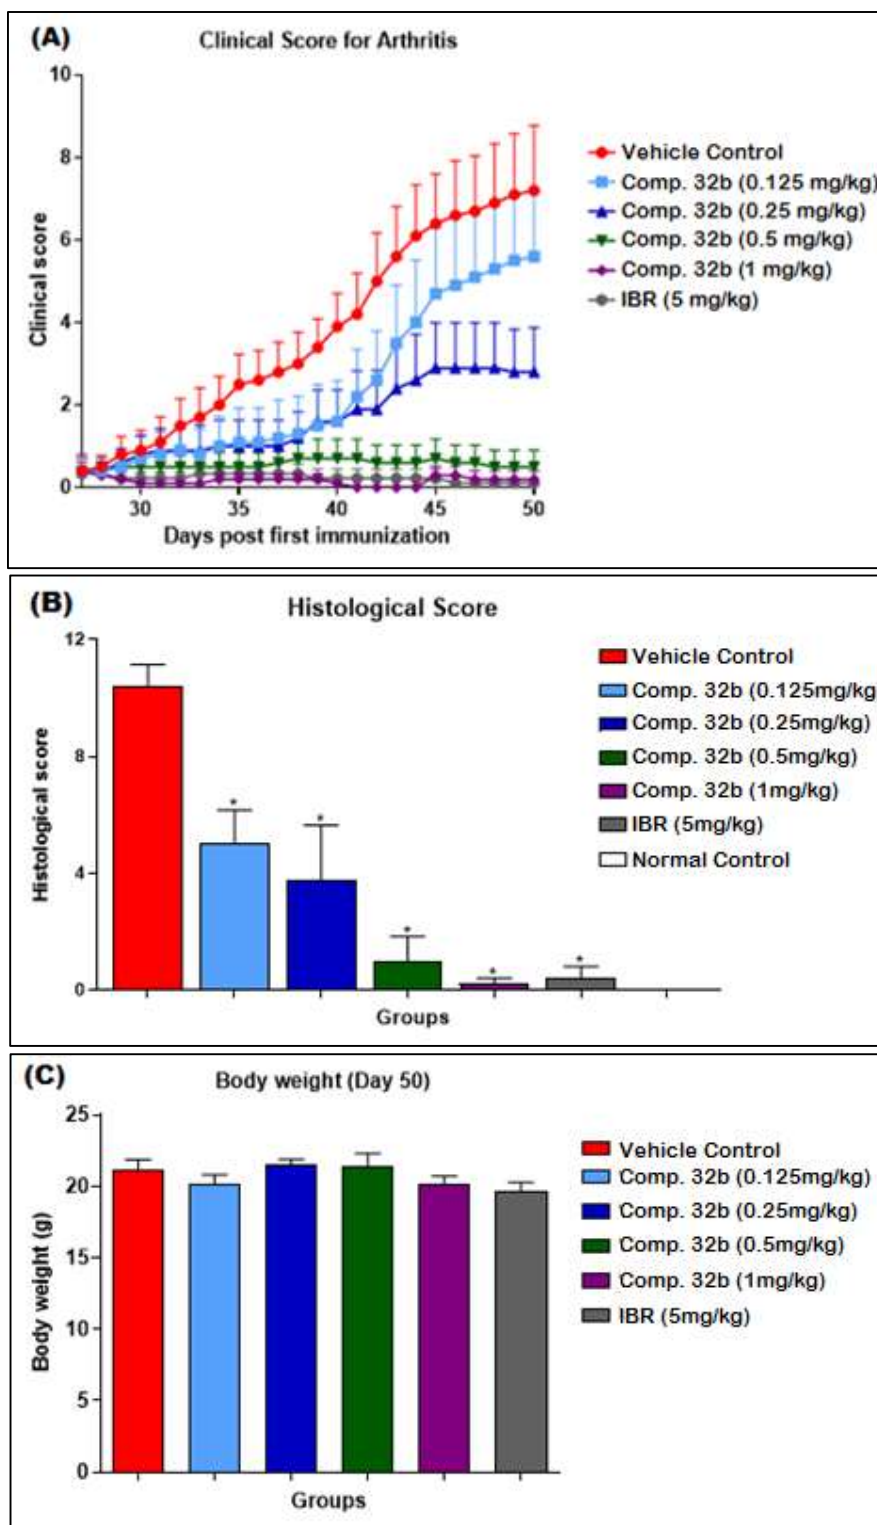 (A)
Clinical Score for Arthritis
10
8
6
4
2
0
Clinical score
30 35 40 45 50
Days post first immunization
Vehicle Control
Comp. 32b (0.125 mg/kg)
Comp. 32b (0.25 mg/kg)
Comp. 32b (0.5 mg/kg)
Comp. 32b (1 mg/kg)
IBR (5 mg/kg)
(B)
Histological Score
12
8
4
0
Histological score
* * * * *
Groups
Vehicle Control
Comp. 32b (0.125mg/kg
Comp. 32b (0.25mg/kg)
Comp. 32b (0.5mg/kg)
Comp. 32b (1mg/kg)
IBR (5mg/kg)
Normal Control
(C)
Body weight (Day 50)
25
20
15
10
5
0
Body weight (g)
Groups
Vehicle Control
Comp. 32b (0.125mg/kg)
Comp. 32b (0.25mg/kg)
Comp. 32b (0.5mg/kg)
Comp. 32b (1mg/kg)
IBR (5mg/kg)